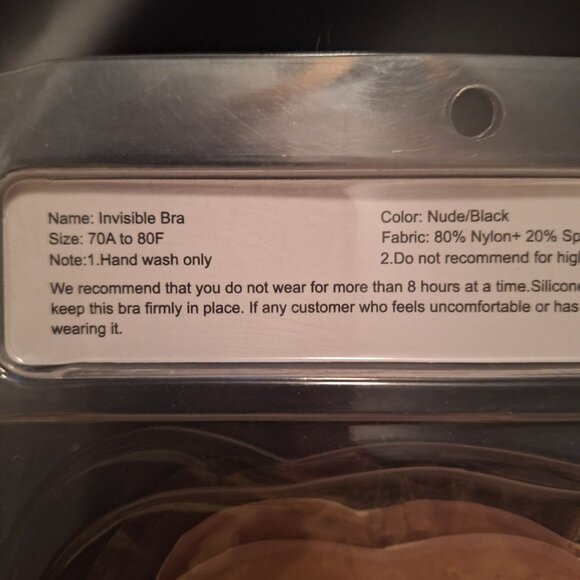 Name: Invisible Bra Color: Nude/Black
Size: 70A to 80F Fabric: 80% Nylon+ 20% Sp
Note:1.Hand wash only 2.Do not recommend for high
We recommend that you do not wear for more than 8 hours at a time.Silicone
keep this bra firmly in place. If any customer who feels uncomfortable or has
wearing it.